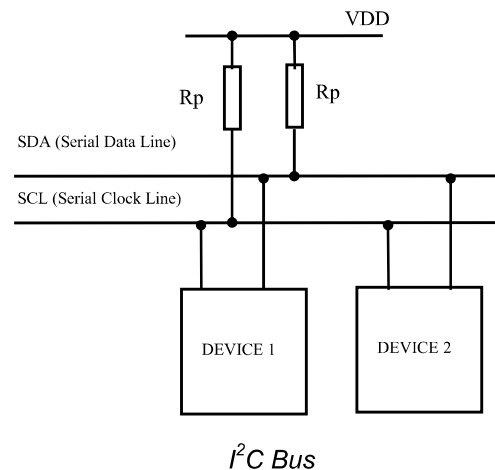 VDD
Rp
Rp
SDA (Serial Data Line)
SCL (Serial Clock Line)
DEVICE 1
DEVICE 2
I²C Bus